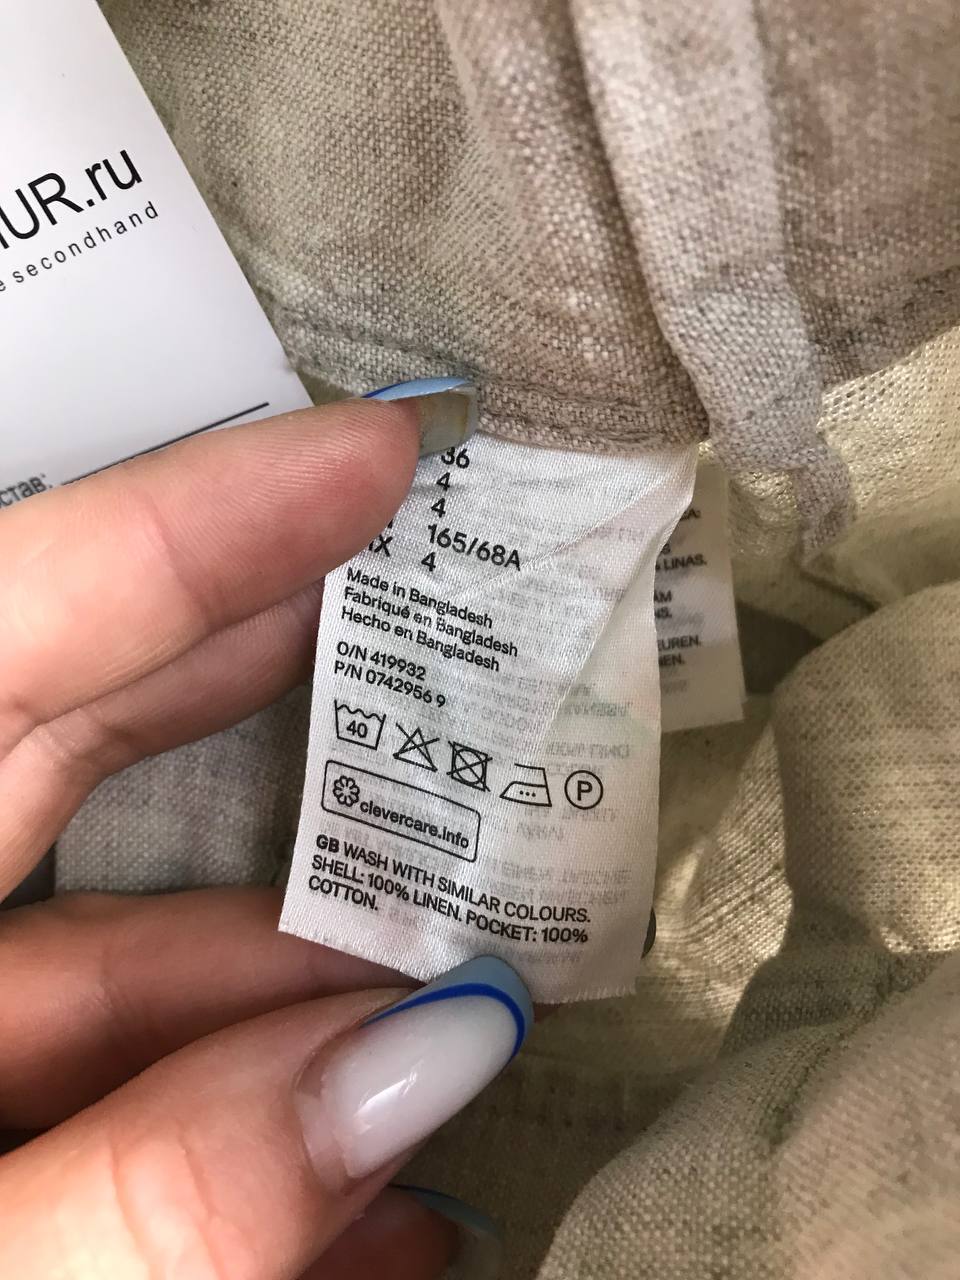 UR.ru
secondhand
став:
36
4
4
165/68A
4
Made in Bangladesh
Fabriqué en Bangladesh
Hecho en Bangladesh
O/N 419932
P/N 0742956 9
40
P
clevercare.info
GB WASH WITH SIMILAR COLOURS.
SHELL: 100% LINEN. POCKET: 100%
COTTON.
LINAS,